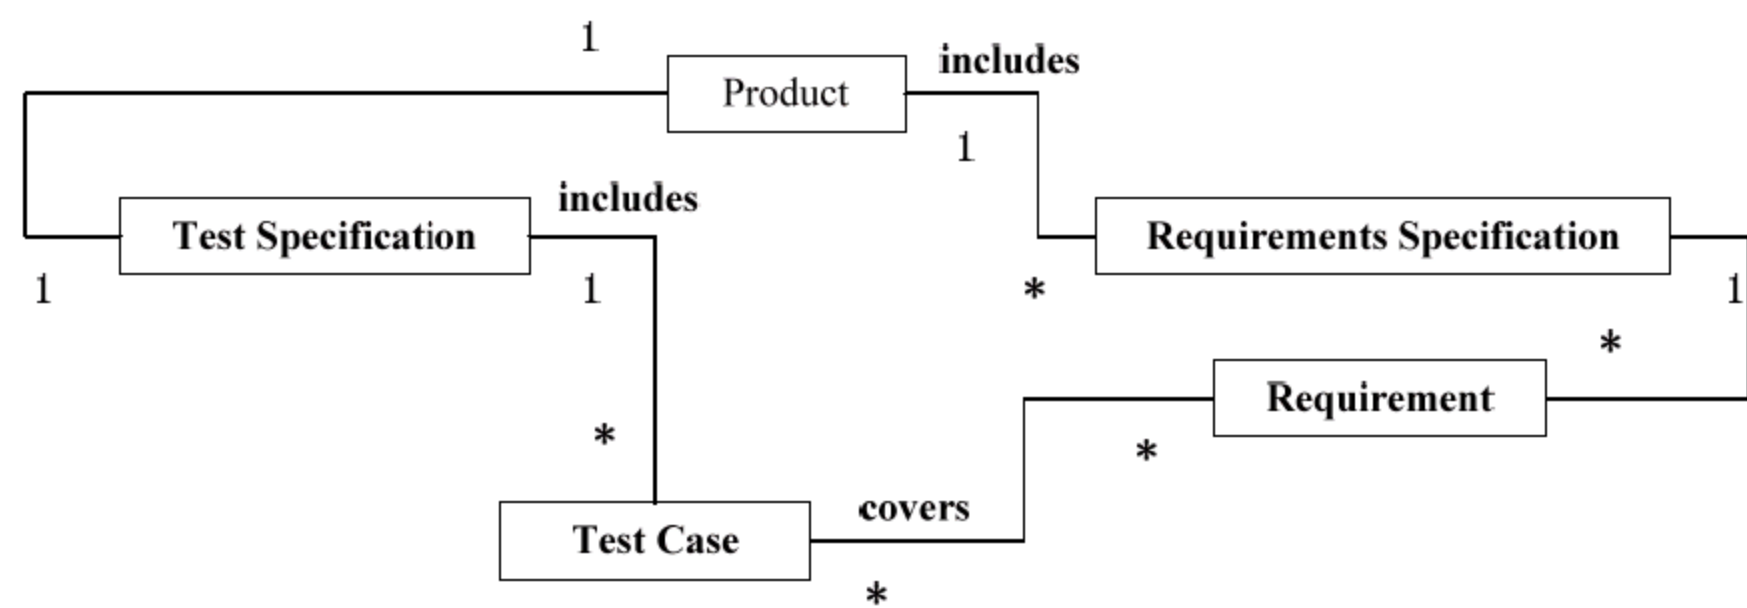 1
includes
Product
1
includes
Test Specification
Requirements Specification
1
1
*
1
*
Requirement
*
*
covers
Test Case
*